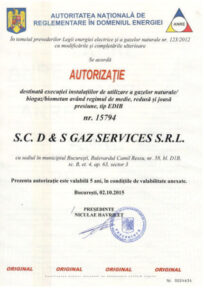 AUTORITATEA NAȚIONALĂ DE
REGLEMENTARE ÎN DOMENIUL ENERGIEI
ANRE
În temeiul prevederilor Legii energiei electrice și a gazelor naturale nr. 123/2012
cu modificările și completările ulterioare
Se acordă
AUTORIZAȚIE
destinată execuției instalațiilor de utilizare a gazelor naturale/
biogaz/biometan având regimul de medie, redusă și joasă
presiune, tip EDIB
nr. 15794
S.C. D & S GAZ SERVICES S.R.L.
cu sediul în municipiul București, Bulevardul Camil Ressu, nr. 58, bl. D1B,
sc. B, et. 4, ap. 63, sector 3
Prezenta autorizație este valabilă 5 ani, în condițiile de valabilitate anexate.
București, 02.10.2015
PREȘEDINTE
NICULAE HAVRILEȚ
ORIGINAL ORIGINAL ORIGINAL ORIGINAL